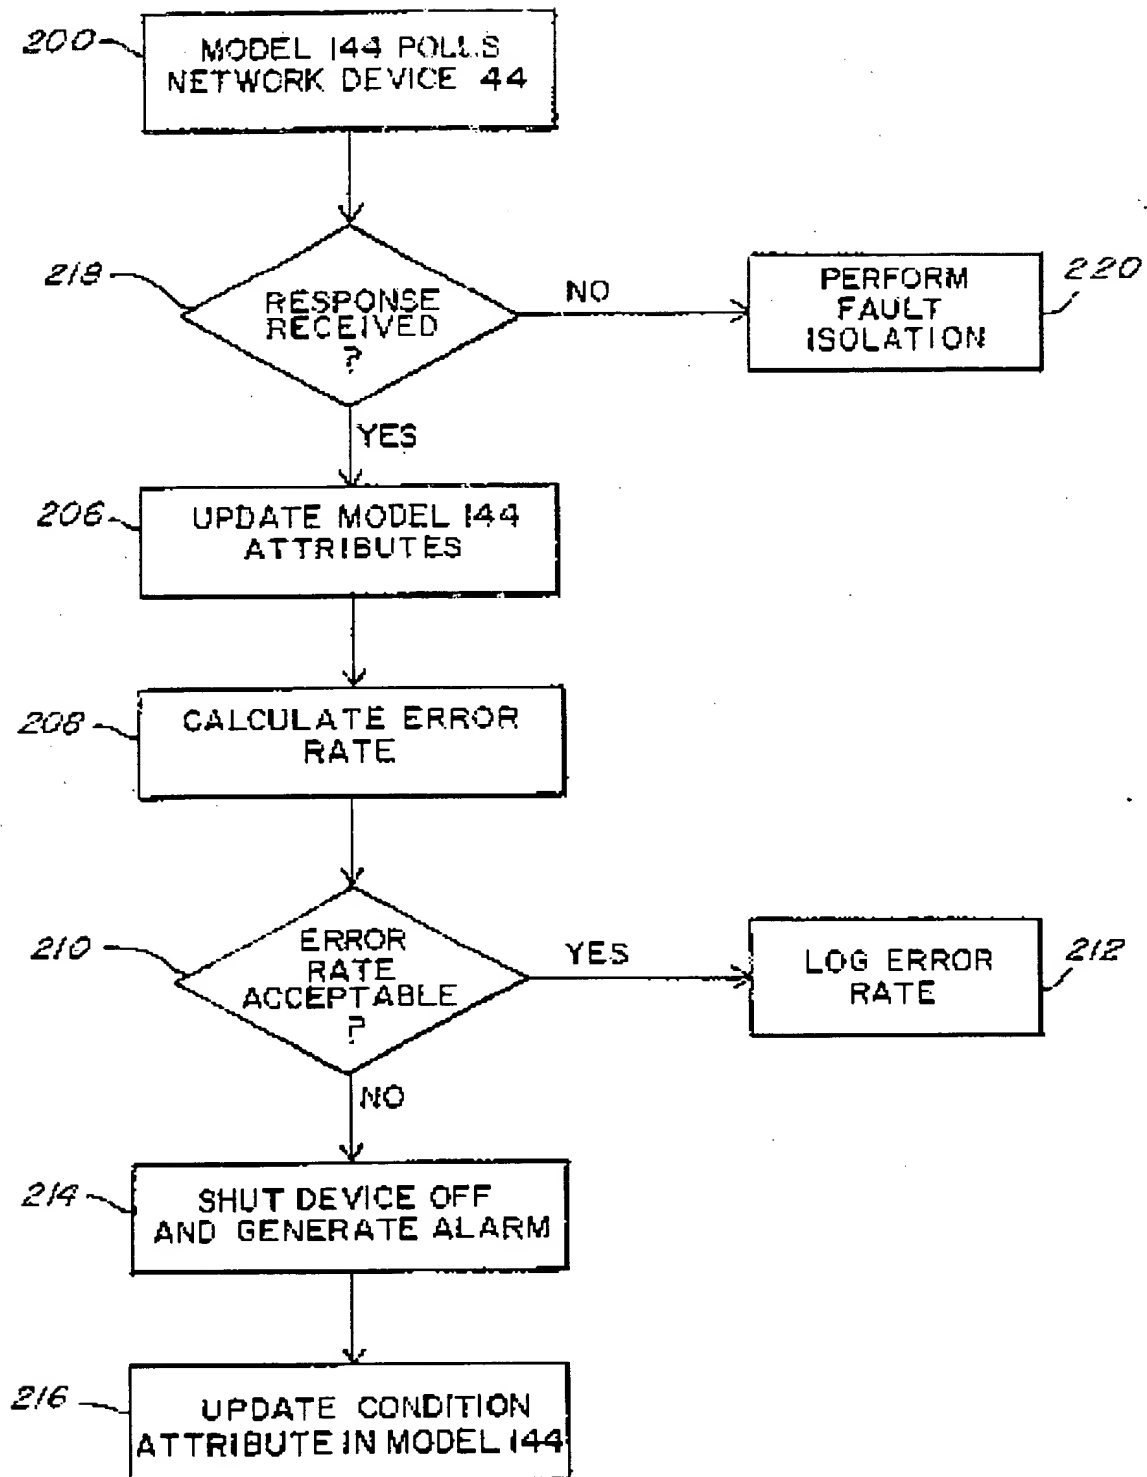 200
MODEL 144 POLLS
NETWORK DEVICE 44
218
RESPONSE
RECEIVED
?
NO
PERFORM
FAULT
ISOLATION
220
YES
206
UPDATE MODEL 144
ATTRIBUTES
208
CALCULATE ERROR
RATE
210
ERROR
RATE
ACCEPTABLE
?
YES
LOG ERROR
RATE
212
NO
214
SHUT DEVICE OFF
AND GENERATE ALARM
216
UPDATE CONDITION
ATTRIBUTE IN MODEL 144